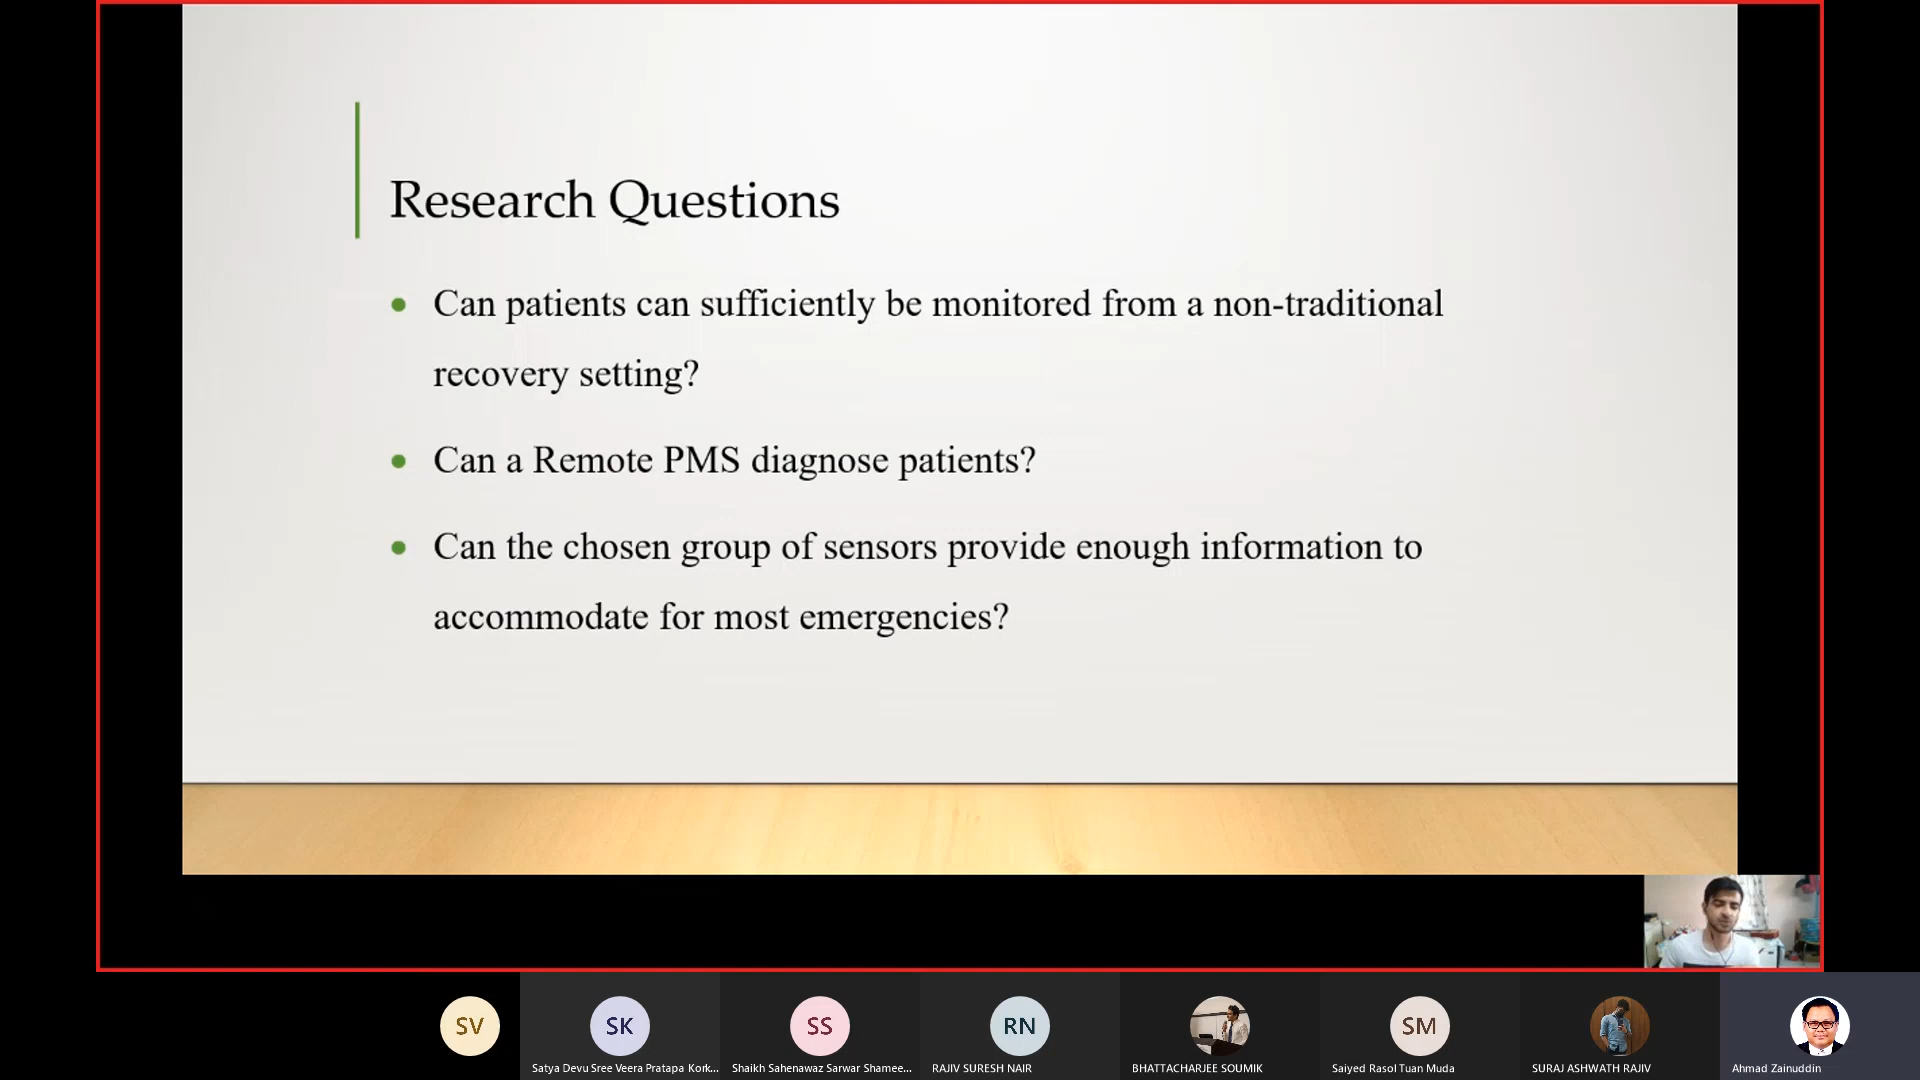 Research Questions
Can patients can sufficiently be monitored from a non-traditional
recovery setting?
Can a Remote PMS diagnose patients?
Can the chosen group of sensors provide enough information to
accommodate for most emergencies?
SV
SK
SS
RN
SM
Satya Devu Sree Veera Pratapa Kork...
Shaikh Sahenawaz Sarwar Shamee...
RAJIV SURESH NAIR
BHATTACHARJEE SOUMIK
Saiyed Rasol Tuan Muda
SURAJ ASHWATH RAJIV
Ahmad Zainuddin